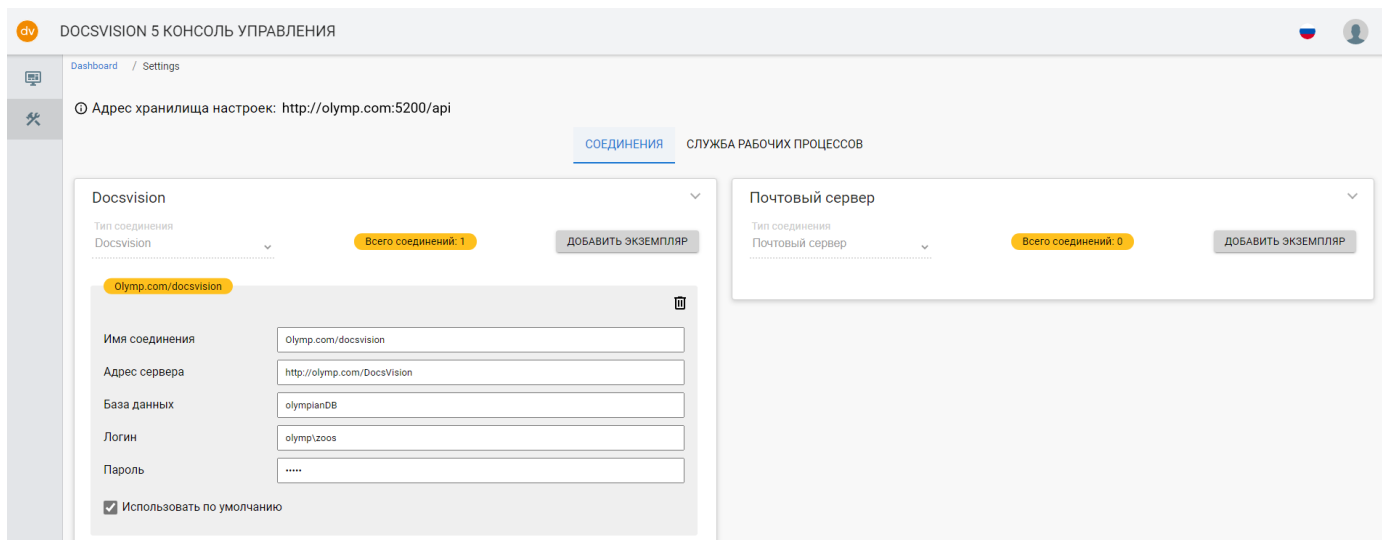 dv DOCSVISION 5 КОНСОЛЬ УПРАВЛЕНИЯ
Dashboard / Settings
Адрес хранилища настроек: http://olymp.com:5200/api
СОЕДИНЕНИЯ СЛУЖБА РАБОЧИХ ПРОЦЕССОВ
Docsvision
Тип соединения
Docsvision
Всего соединений: 1
ДОБАВИТЬ ЭКЗЕМПЛЯР
Olymp.com/docsvision
Имя соединения Olymp.com/docsvision
Адрес сервера http://olymp.com/DocsVision
База данных olympianDB
Логин olymp\zoos
Пароль •••••
Использовать по умолчанию
Почтовый сервер
Тип соединения
Почтовый сервер
Всего соединений: 0
ДОБАВИТЬ ЭКЗЕМПЛЯР